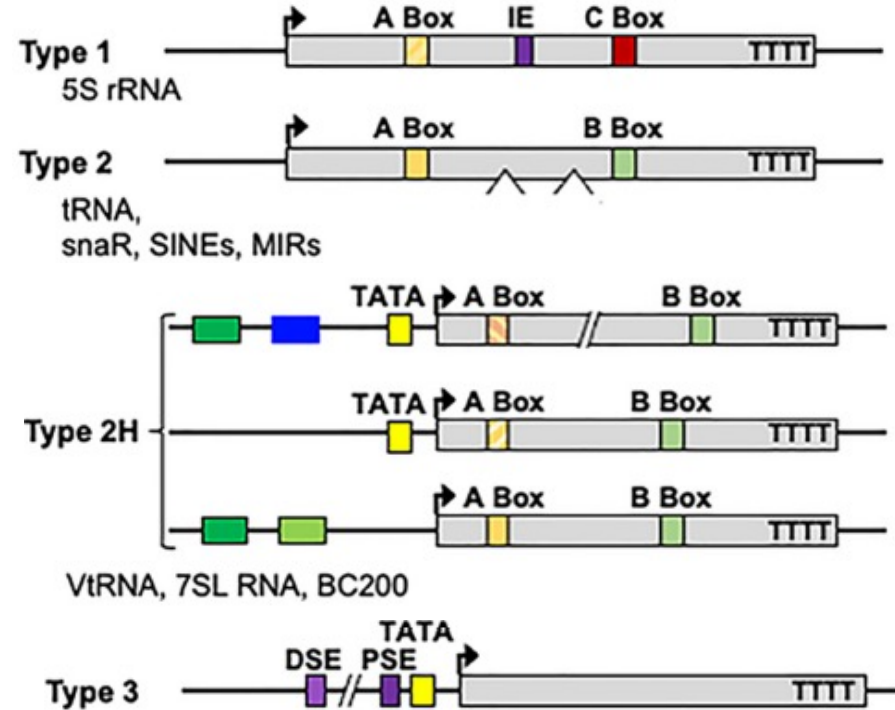 A Box IE C Box
Type 1 TTTT
5S rRNA
A Box B Box
Type 2 TTTT
tRNA,
snaR, SINEs, MIRs
TATA A Box B Box
TTTT
TATA A Box B Box
Type 2H TTTT
A Box B Box
TTTT
VtRNA, 7SL RNA, BC200
TATA
DSE PSE
Type 3 TTTT